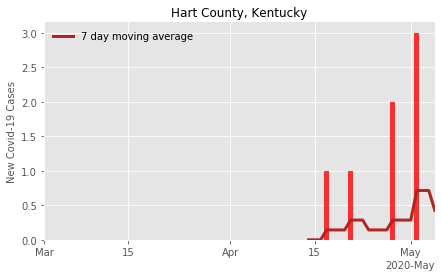 Hart County, Kentucky
7 day moving average
New Covid-19 Cases
3.0
2.5
2.0
1.5
1.0
0.5
0.0
Mar 15 Apr 15 May
2020-May